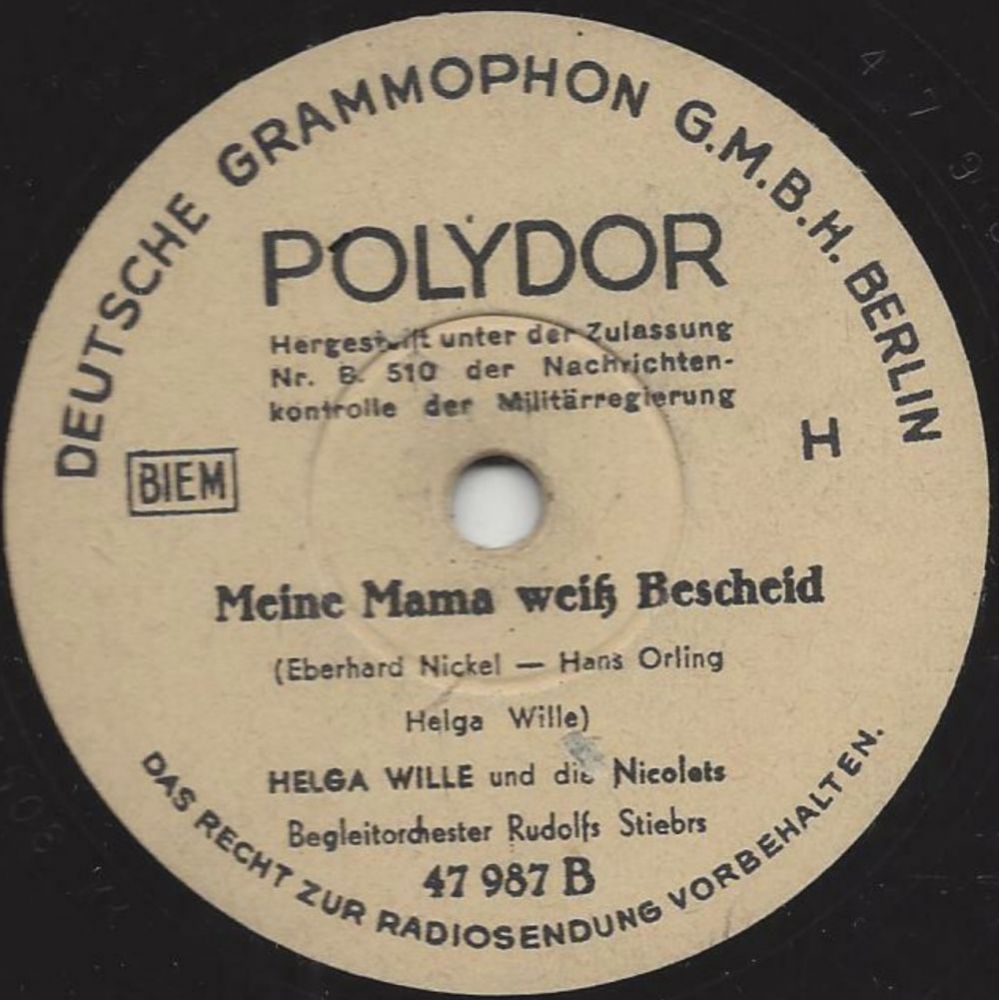 DEUTSCHE GRAMMOPHON G.M.B.H. BERLIN
POLYDOR
Hergestellt unter der Zulassung
Nr. B. 510 der Nachrichten-
kontrolle der Militärregierung
BIEM
H
Meine Mama weiß Bescheid
(Eberhard Nickel — Hans Orling
Helga Wille)
HELGA WILLE und die Nicolets
Begleitorchester Rudolfs Stiebrs
47 987 B
DAS RECHT ZUR RADIOSENDUNG VORBEHALTEN.